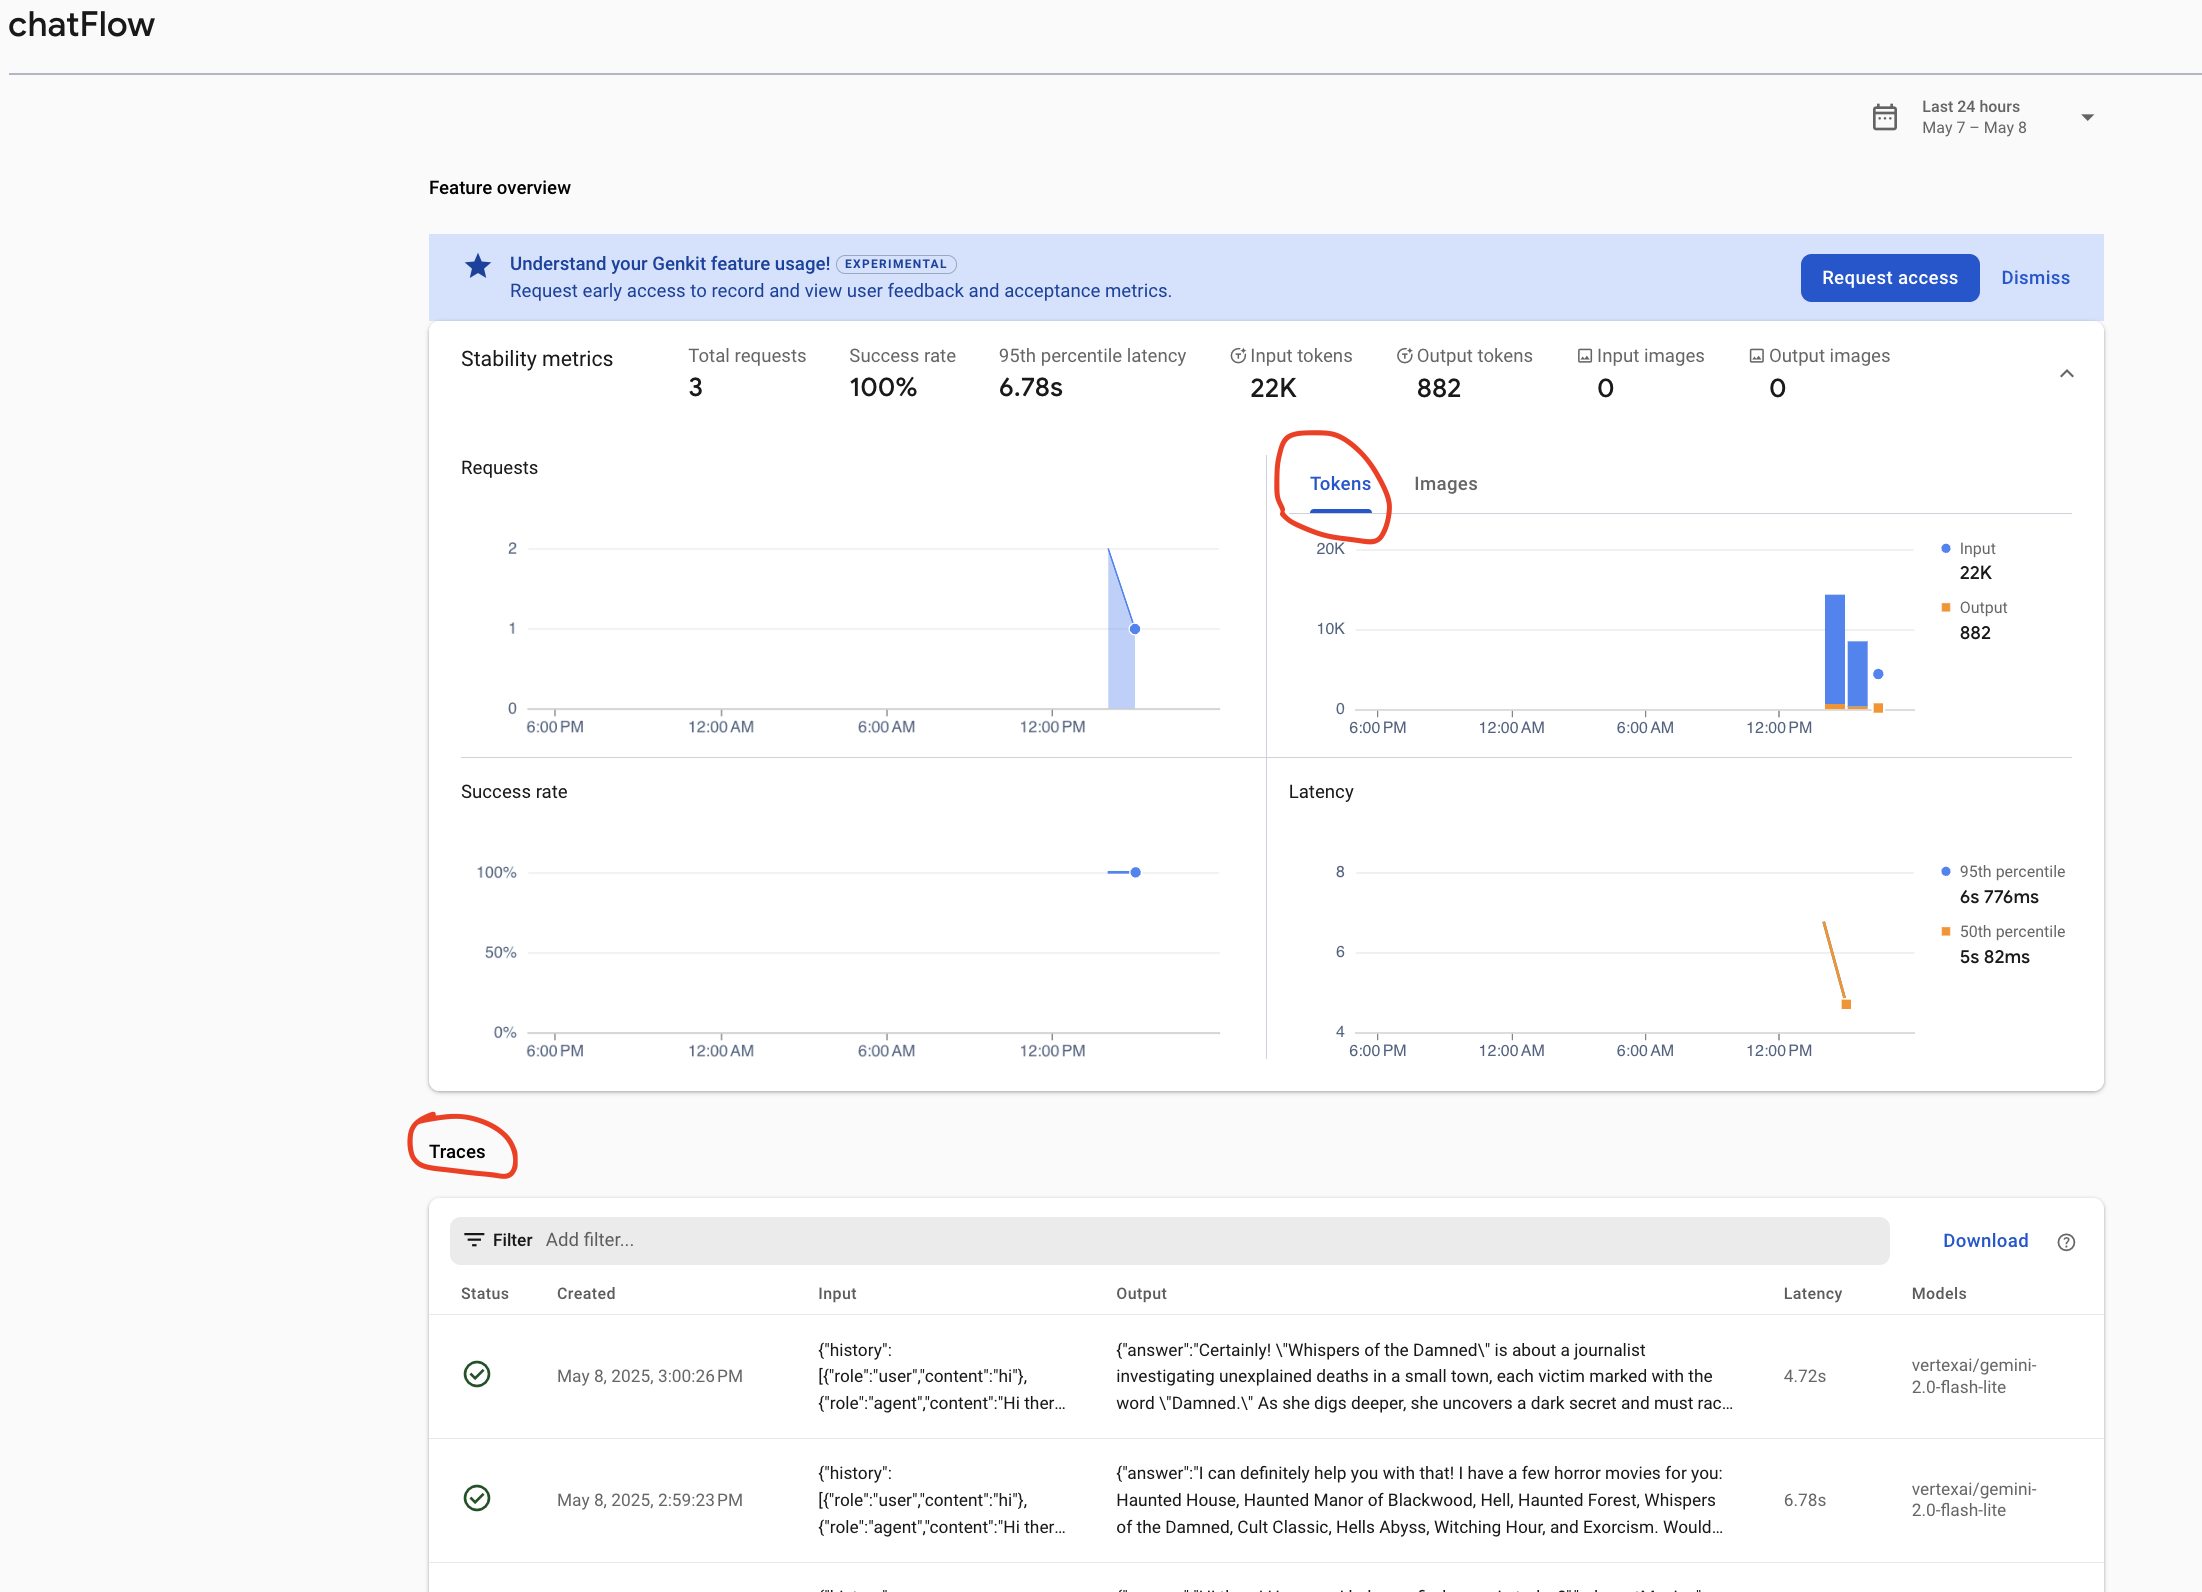 chatFlow
Last 24 hours
May 7 – May 8
Feature overview
Understand your Genkit feature usage! EXPERIMENTAL
Request early access to record and view user feedback and acceptance metrics.
Request access
Dismiss
Stability metrics
Total requests
3
Success rate
100%
95th percentile latency
6.78s
Input tokens
22K
Output tokens
882
Input images
0
Output images
0
Requests
2
1
0
6:00 PM 12:00 AM 6:00 AM 12:00 PM
Tokens Images
20K
10K
0
6:00 PM 12:00 AM 6:00 AM 12:00 PM
Input
22K
Output
882
Success rate
100%
50%
0%
6:00 PM 12:00 AM 6:00 AM 12:00 PM
Latency
8
6
4
6:00 PM 12:00 AM 6:00 AM 12:00 PM
95th percentile
6s 776ms
50th percentile
5s 82ms
Traces
Filter Add filter...
Download
Status Created Input Output Latency Models
May 8, 2025, 3:00:26 PM
{"history":
[{"role":"user","content":"hi"},
{"role":"agent","content":"Hi ther...
{"answer":"Certainly! \"Whispers of the Damned\" is about a journalist
investigating unexplained deaths in a small town, each victim marked with the
word \"Damned.\" As she digs deeper, she uncovers a dark secret and must rac...
4.72s
vertexai/gemini-
2.0-flash-lite
May 8, 2025, 2:59:23 PM
{"history":
[{"role":"user","content":"hi"},
{"role":"agent","content":"Hi ther...
{"answer":"I can definitely help you with that! I have a few horror movies for you:
Haunted House, Haunted Manor of Blackwood, Hell, Haunted Forest, Whispers
of the Damned, Cult Classic, Hells Abyss, Witching Hour, and Exorcism. Would...
6.78s
vertexai/gemini-
2.0-flash-lite